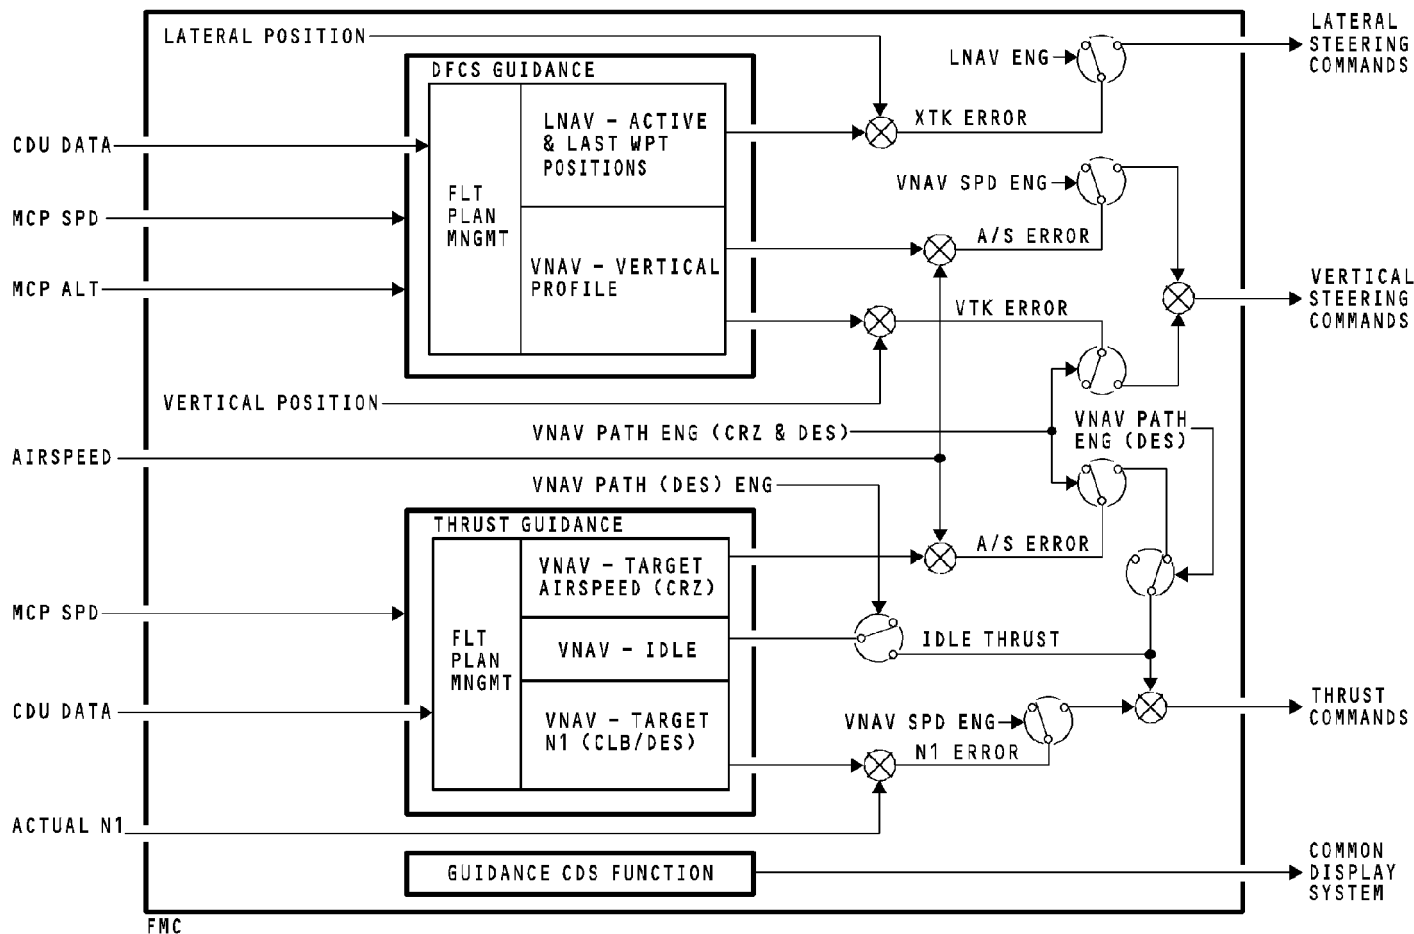 LATERAL POSITION
LATERAL
STEERING
COMMANDS
DFCS GUIDANCE
LNAV ENG
LNAV - ACTIVE
& LAST WPT
POSITIONS
XTK ERROR
CDU DATA
FLT
PLAN
MNGMT
VNAV SPD ENG
MCP SPD
A/S ERROR
VNAV - VERTICAL
PROFILE
MCP ALT
VERTICAL
STEERING
COMMANDS
VTK ERROR
VERTICAL POSITION
VNAV PATH ENG (CRZ & DES)
VNAV PATH
ENG (DES)
AIRSPEED
VNAV PATH (DES) ENG
THRUST GUIDANCE
A/S ERROR
VNAV - TARGET
AIRSPEED (CRZ)
MCP SPD
FLT
PLAN
MNGMT
VNAV - IDLE
IDLE THRUST
CDU DATA
VNAV - TARGET
N1 (CLB/DES)
VNAV SPD ENG
N1 ERROR
THRUST
COMMANDS
ACTUAL N1
GUIDANCE CDS FUNCTION
COMMON
DISPLAY
SYSTEM
FMC